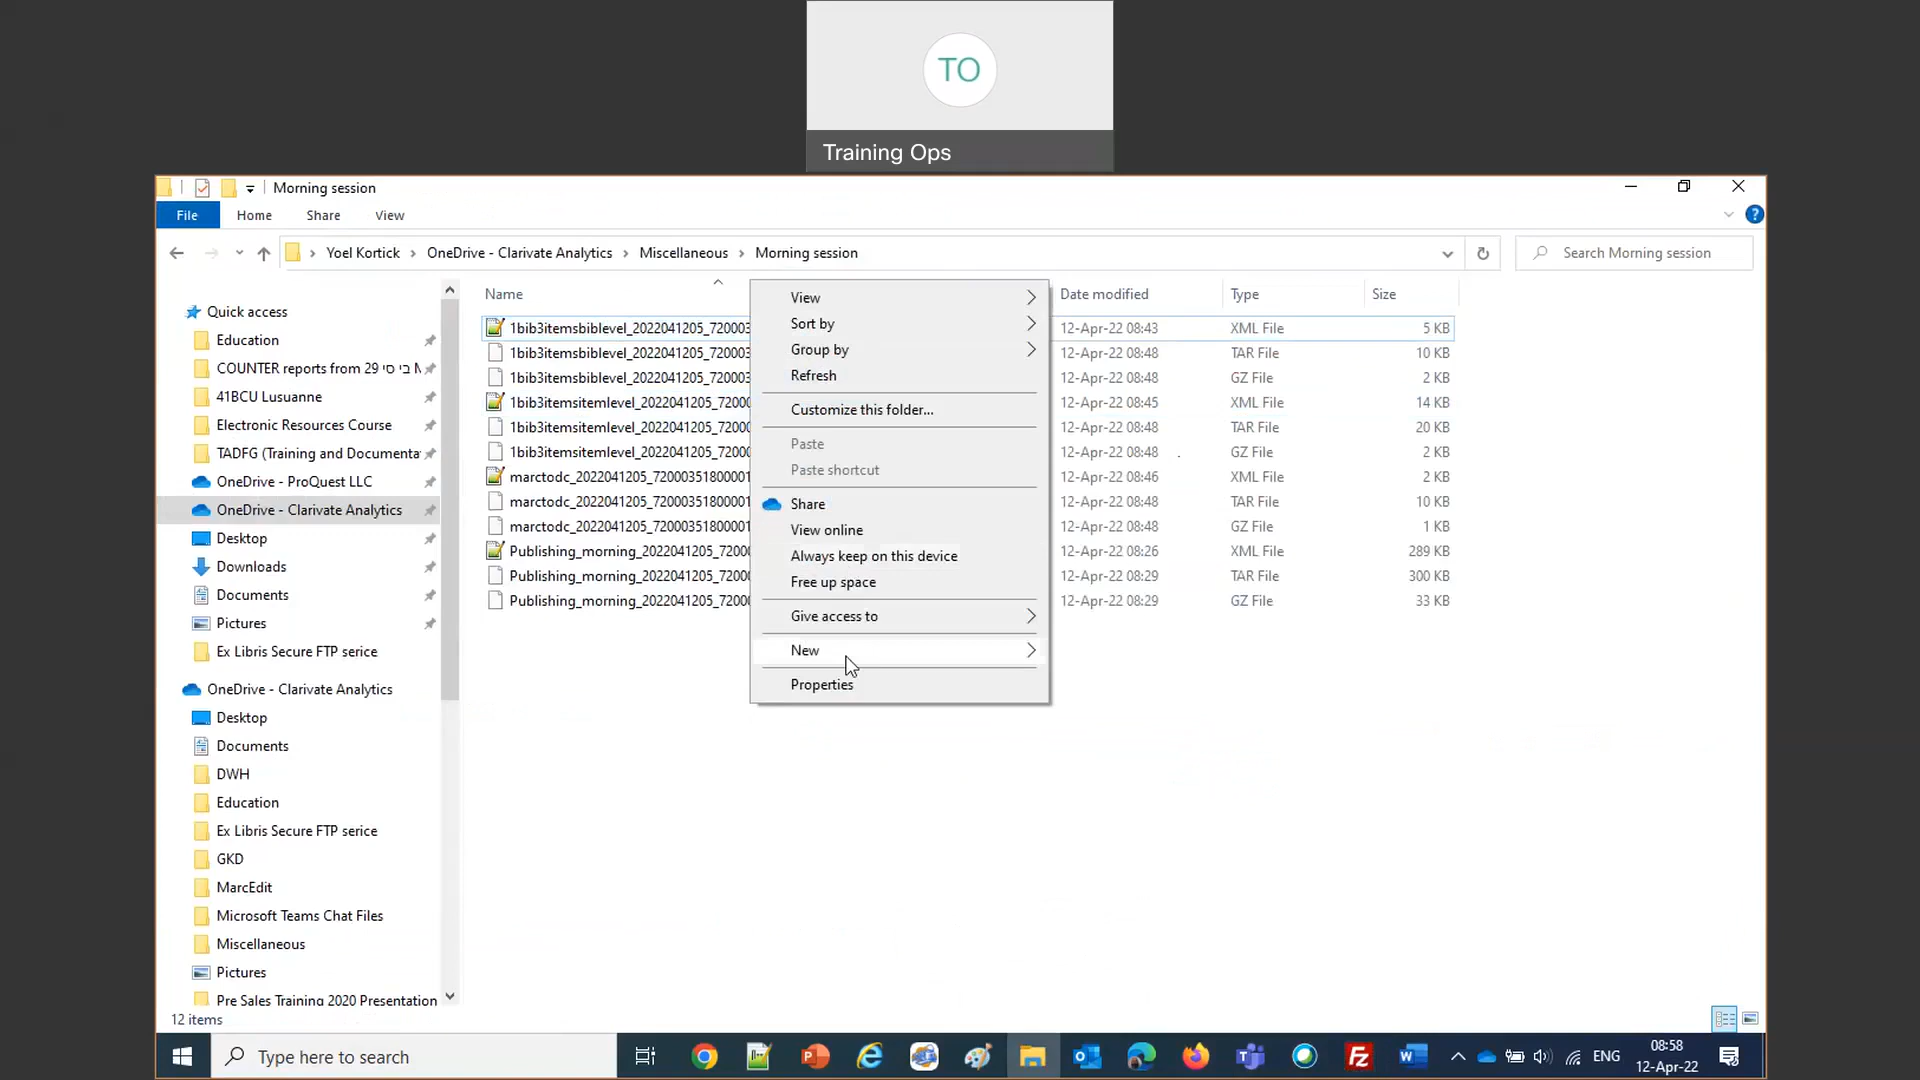 TO
Training Ops
Morning session
File Home Share View
Yoel Kortick OneDrive - Clarivate Analytics Miscellaneous Morning session
Search Morning session
Quick access
Education
COUNTER reports from 29 בי סי
41BCU Lusuanne
Electronic Resources Course
TADFG (Training and Documenta
OneDrive - ProQuest LLC
OneDrive - Clarivate Analytics
Desktop
Downloads
Documents
Pictures
Ex Libris Secure FTP serice
OneDrive - Clarivate Analytics
Desktop
Documents
DWH
Education
Ex Libris Secure FTP serice
GKD
MarcEdit
Microsoft Teams Chat Files
Miscellaneous
Pictures
Pre Sales Training 2020 Presentation
Name Date modified Type Size
1bib3itemsbiblevel_2022041205_720003 12-Apr-22 08:43 XML File 5 KB
1bib3itemsbiblevel_2022041205_720003 12-Apr-22 08:48 TAR File 10 KB
1bib3itemsbiblevel_2022041205_720003 12-Apr-22 08:48 GZ File 2 KB
1bib3itemsitemlevel_2022041205_72000 12-Apr-22 08:45 XML File 14 KB
1bib3itemsitemlevel_2022041205_72000 12-Apr-22 08:48 TAR File 20 KB
1bib3itemsitemlevel_2022041205_72000 12-Apr-22 08:48 GZ File 2 KB
marctodc_2022041205_72000351800001 12-Apr-22 08:46 XML File 2 KB
marctodc_2022041205_72000351800001 12-Apr-22 08:48 TAR File 10 KB
marctodc_2022041205_72000351800001 12-Apr-22 08:48 GZ File 1 KB
Publishing_morning_2022041205_72000 12-Apr-22 08:26 XML File 289 KB
Publishing_morning_2022041205_72000 12-Apr-22 08:29 TAR File 300 KB
Publishing_morning_2022041205_72000 12-Apr-22 08:29 GZ File 33 KB
View
Sort by
Group by
Refresh
Customize this folder...
Paste
Paste shortcut
Share
View online
Always keep on this device
Free up space
Give access to
New
Properties
12 items
Type here to search
ENG
08:58
12-Apr-22